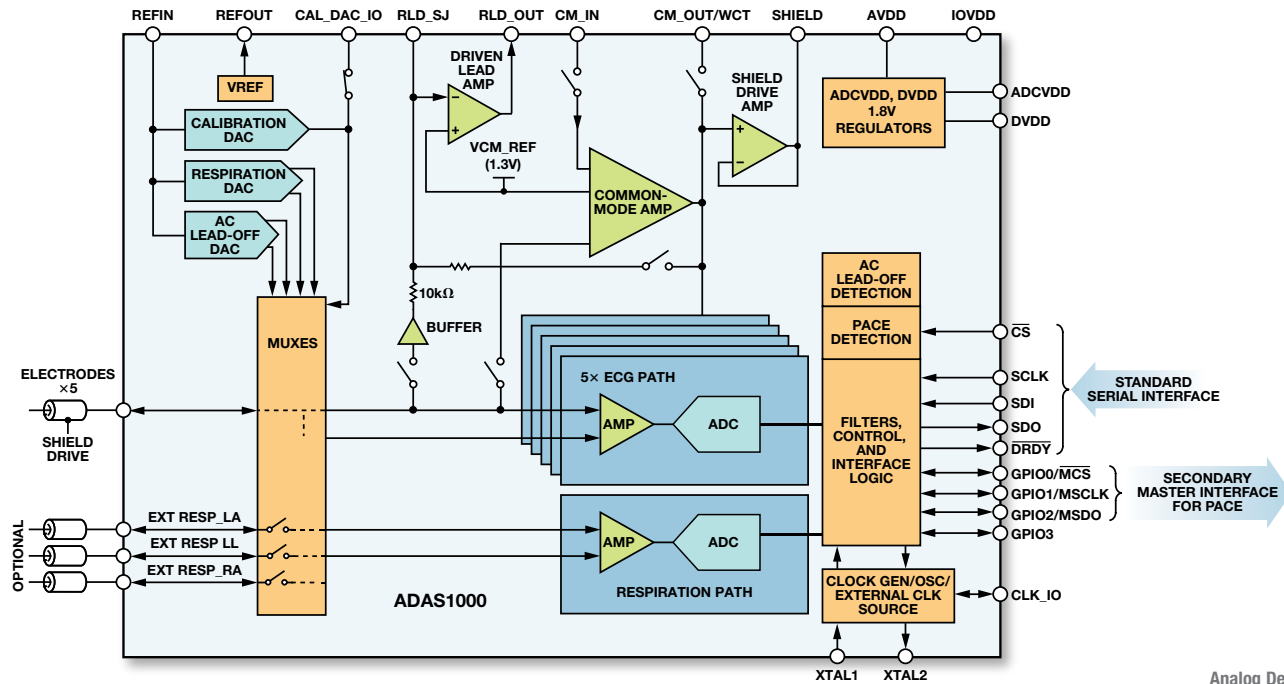 REFIN
REFOUT
CAL_DAC_IO
RLD_SJ
RLD_OUT
CM_IN
CM_OUT/WCT
SHIELD
AVDD
IOVDD
VREF
CALIBRATION
DAC
RESPIRATION
DAC
AC
LEAD-OFF
DAC
DRIVEN
LEAD
AMP
VCM_REF
(1.3V)
COMMON-
MODE AMP
SHIELD
DRIVE
AMP
ADCVDD, DVDD
1.8V
REGULATORS
ADCVDD
DVDD
10kΩ
BUFFER
MUXES
AC
LEAD-OFF
DETECTION
PACE
DETECTION
FILTERS,
CONTROL,
AND
INTERFACE
LOGIC
5× ECG PATH
AMP
ADC
ELECTRODES
×5
SHIELD
DRIVE
CS
SCLK
SDI
SDO
DRDY
STANDARD
SERIAL INTERFACE
GPIO0/MCS
GPIO1/MSCLK
GPIO2/MSDO
GPIO3
SECONDARY
MASTER INTERFACE
FOR PACE
OPTIONAL
EXT RESP_LA
EXT RESP LL
EXT RESP_RA
AMP
ADC
RESPIRATION PATH
ADAS1000
CLOCK GEN/OSC/
EXTERNAL CLK
SOURCE
CLK_IO
XTAL1
XTAL2
Analog De